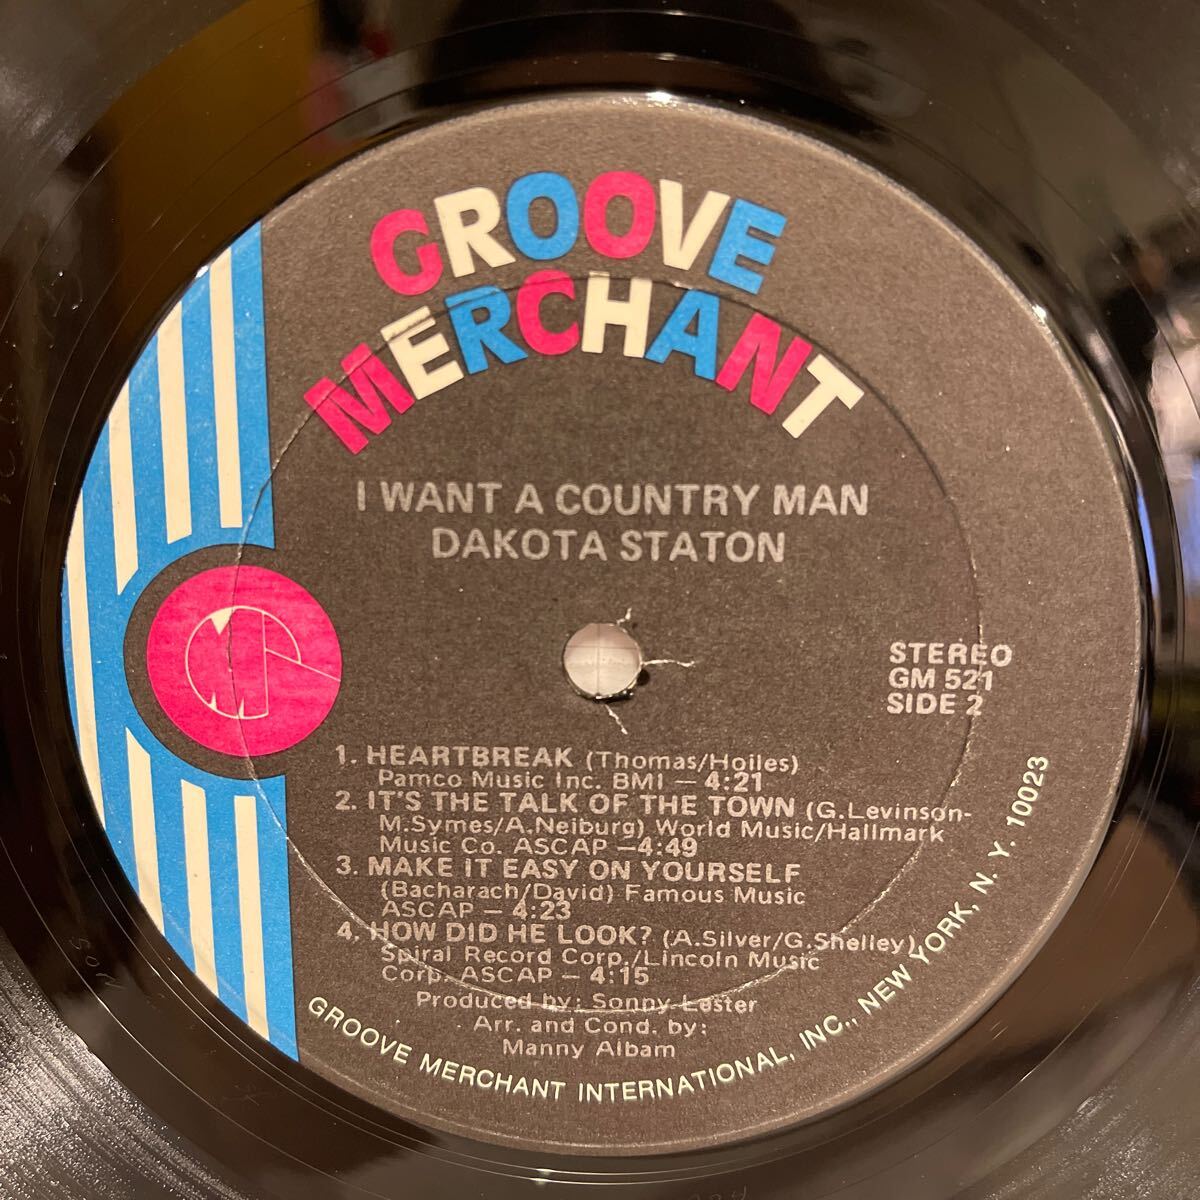 GROOVE
MERCHANT
I WANT A COUNTRY MAN
DAKOTA STATON
STEREO
GM 521
SIDE 2
1. HEARTBREAK (Thomas/Hoiles)
Pamco Music Inc. BMI — 4:21
2. IT'S THE TALK OF THE TOWN (G.Levinson-
M.Symes/A.Neiburg) World Music/Hallmark
Music Co. ASCAP —4:49
3. MAKE IT EASY ON YOURSELF
(Bacharach/David) Famous Music
ASCAP — 4:23
4. HOW DID HE LOOK? (A.Silver/G.Shelley)
Spiral Record Corp./Lincoln Music
Corp. ASCAP — 4:15
Produced by: Sonny Lester
Arr. and Cond. by:
Manny Albam
GROOVE MERCHANT INTERNATIONAL, INC., NEW YORK, N. Y. 10023